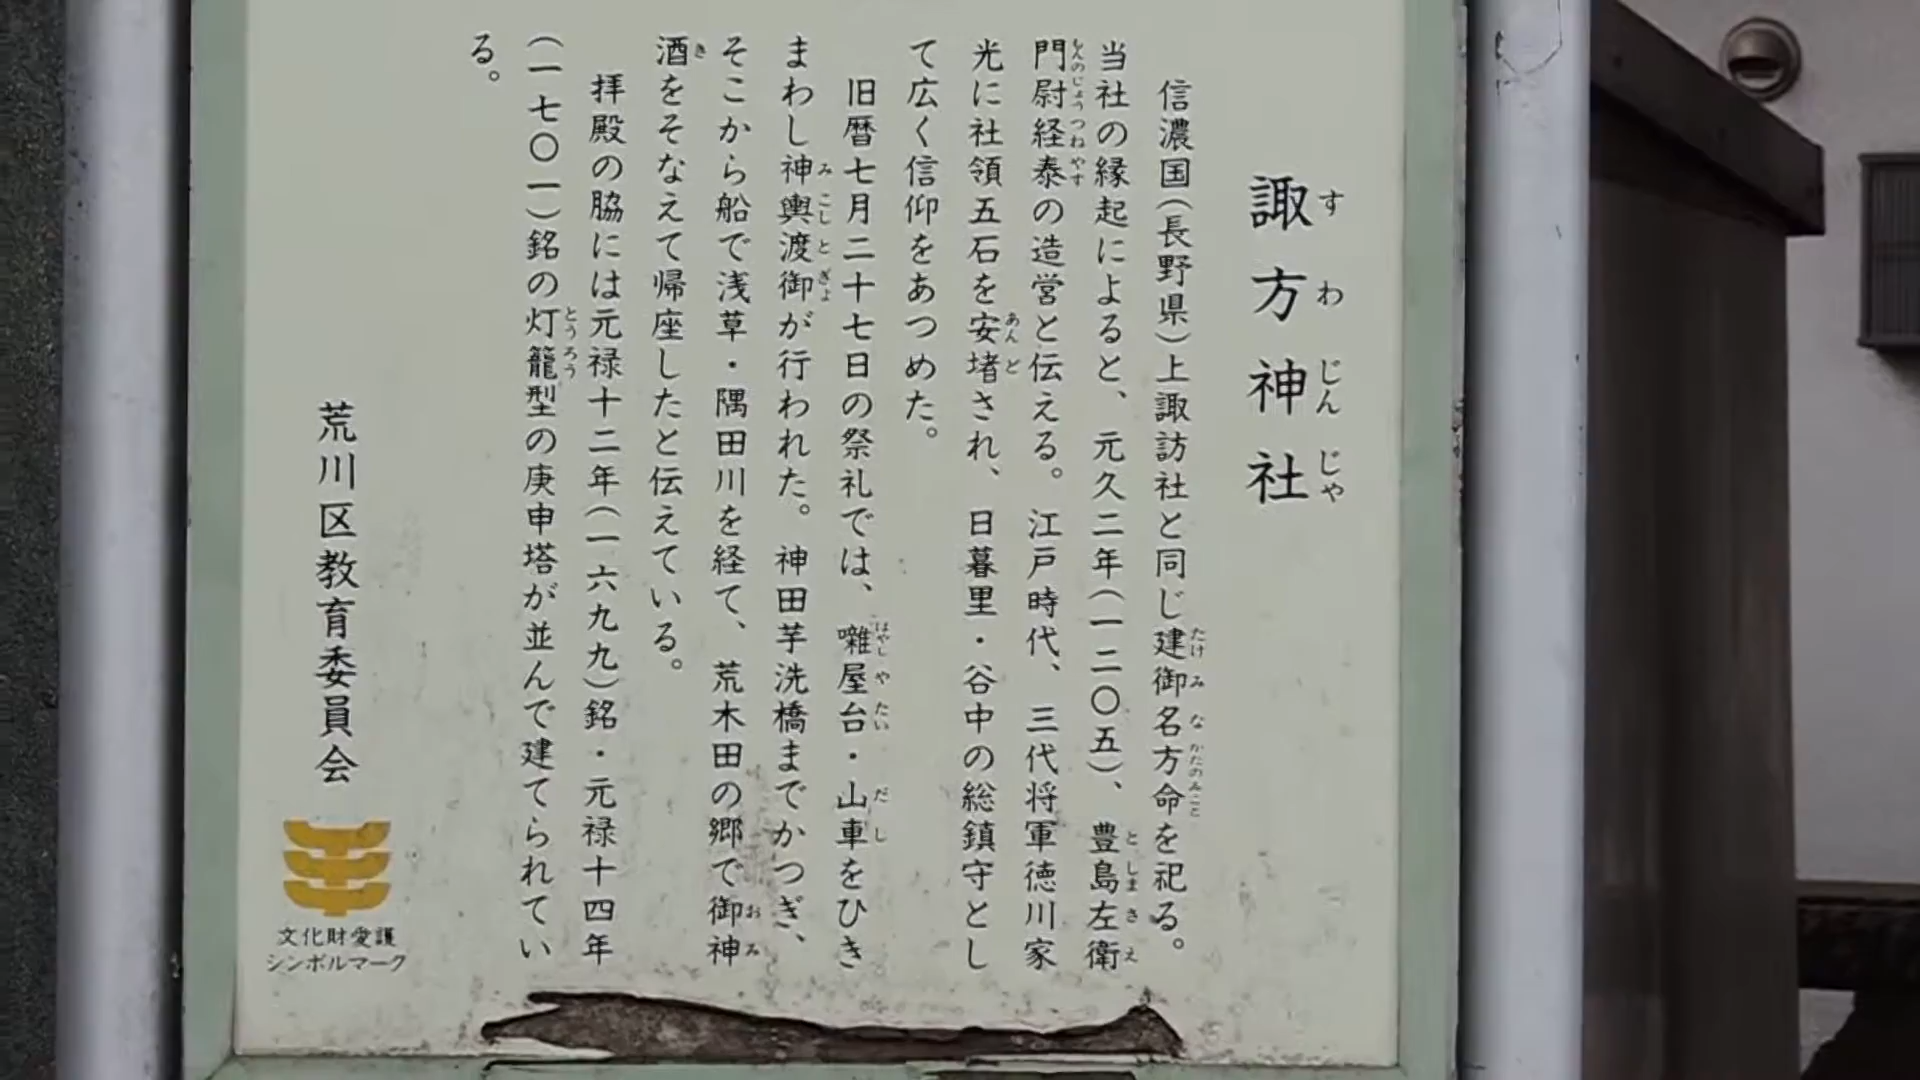 諏方神社
信濃国(長野県)上諏訪社と同じ建御名方命を祀る。
当社の縁起によると、元久二年(一二〇五)、豊島左衛
門尉経泰の造営と伝える。江戸時代、三代将軍徳川家
光に社領五石を安堵され、日暮里・谷中の総鎮守とし
て広く信仰をあつめた。
旧暦七月二十七日の祭礼では、囃屋台・山車をひき
まわし神輿渡御が行われた。神田芋洗橋までかつぎ、
そこから船で浅草・隅田川を経て、荒木田の郷で御神
酒をそなえて帰座したと伝えている。
拝殿の脇には元禄十二年(一六九九)銘・元禄十四年
(一七〇一)銘の灯籠型の庚申塔が並んで建てられてい
る。
荒川区教育委員会
文化財愛護
シンボルマーク